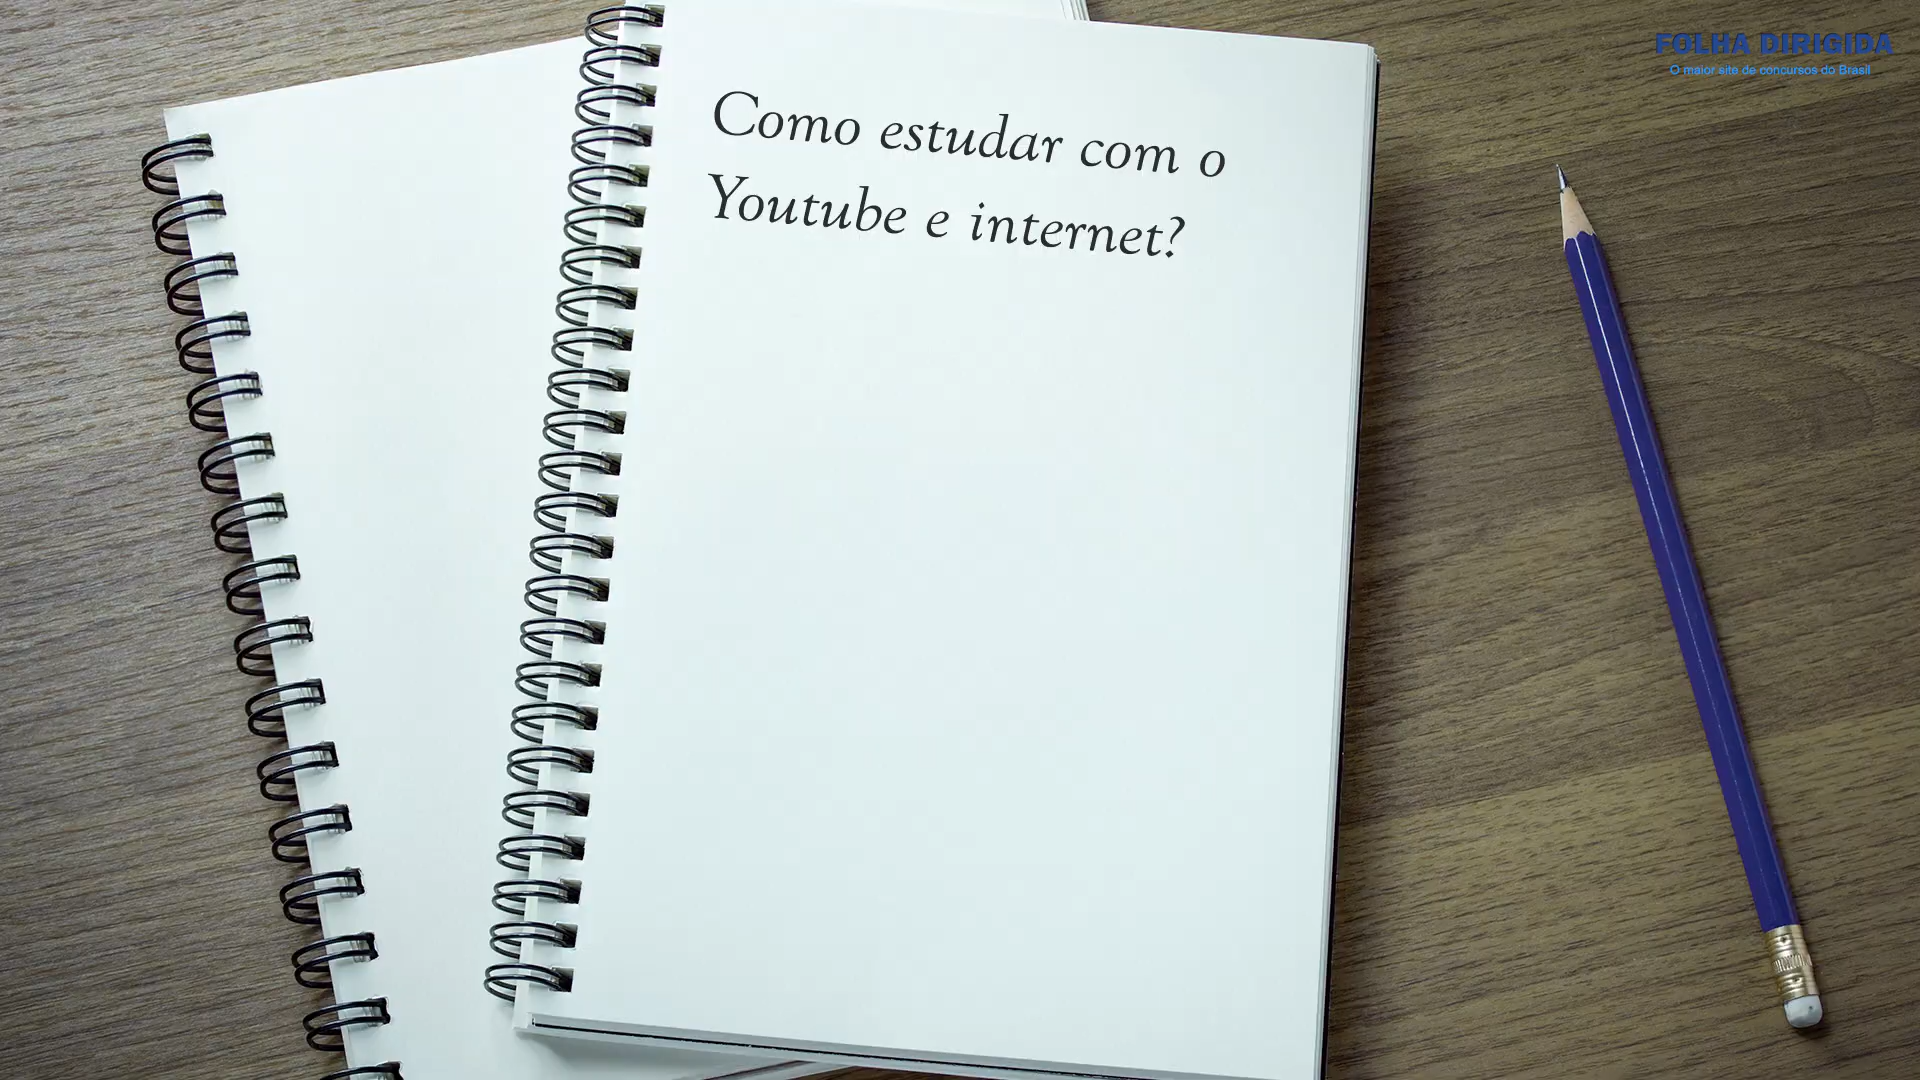 FOLHA DIRIGIDA
O maior site de concursos do Brasil
Como estudar com o
Youtube e internet?